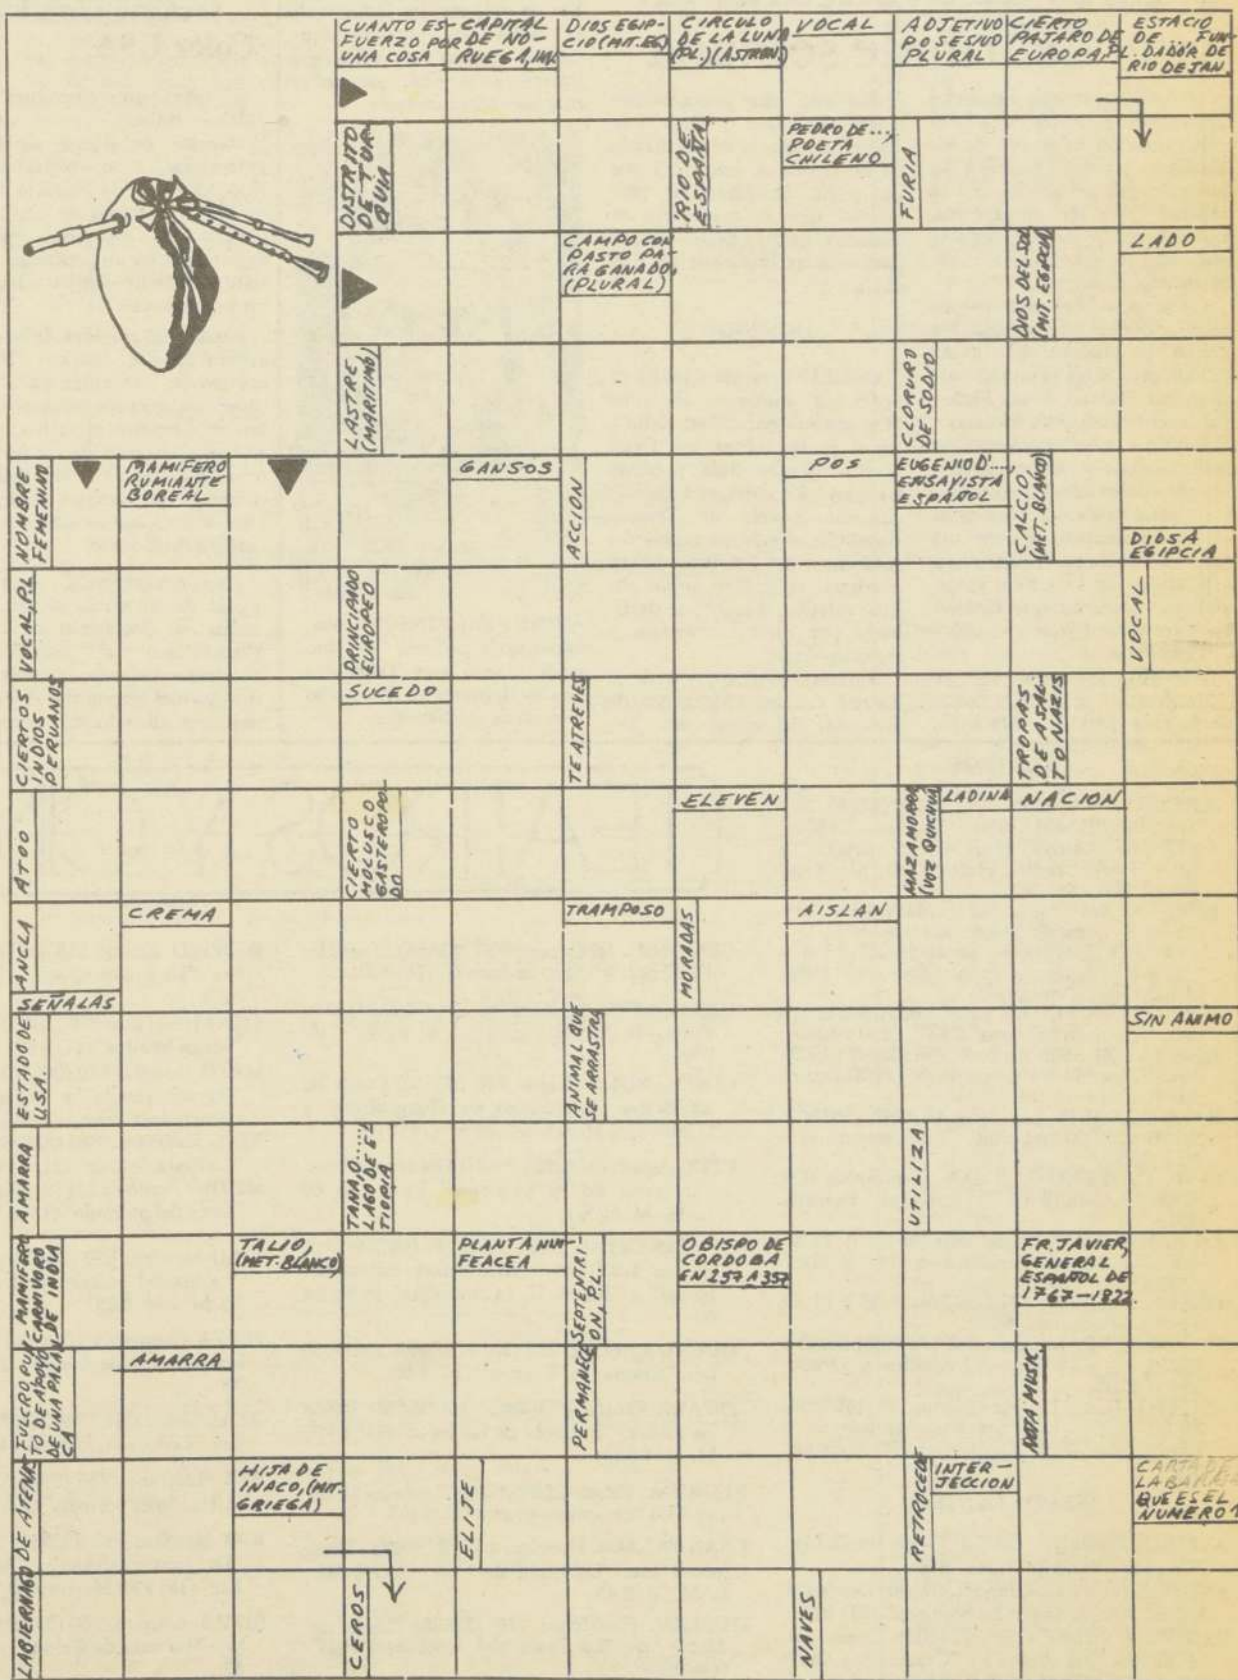 CUANTO ES-
FUERZO POR
UNA COSA
CAPITAL
DE NO-
RUEGA, INV.
DIOS EGIP-
CIO (MIT. EG.)
CIRCULO
DE LA LUNA
(PL.) (ASTRON.)
VOCAL
ADJETIVO
POSESIVO
PLURAL
CIERTO
PAJARO DE
EUROPA, PL.
ESTACIO
DE ... FUN-
DADOR DE
RIO DE JAN.
DISTRITO
DE TUR-
QUIA
RIO DE
ESPAÑA
PEDRO DE...,
POETA
CHILENO
FURIA
CAMPO CON
PASTO PA-
RA GANADO,
(PLURAL)
DIOS DEL SOL
(MIT. EGIPCIA)
LADO
LASTRE,
(MARITIMO)
CLORURO
DE SODIO
NOMBRE
FEMENINO
MAMIFERO
RUMIANTE
BOREAL
GANSOS
ACCION
POS
EUGENIO D'...,
ENSAYISTA
ESPAÑOL
CALCIO,
(MET. BLANCO)
DIOSA
EGIPCIA
VOCAL, P.L.
PRINCIPADO
EUROPEO
VOCAL
CIERTOS
INDIOS
PERUANOS
SUCEDO
TE ATREVES
TROPAS
DE ASAL-
TO NAZIS
ATOO
CIERTO
MOLUSCO
GASTEROPO-
DO
ELEVEN
MAZAMORRA
(VOZ QUICHUA)
LADINA
NACION
ANCLA
SEÑALAS
CREMA
TRAMPOSO
MORADAS
AISLAN
ESTADO DE
USA.
ANIMAL QUE
SE ARRASTRA
SIN ANIMO
AMARRA
TANA, O.....
LAGO DE E-
TIOPIA
UTILIZA
MAMIFERO
CARNIVORO
DE INDIA
TALIO,
(MET. BLANCO)
PLANTA NIN-
FEACEA
SEPTENTRI-
ON, P.L.
OBISPO DE
CORDOBA
EN 257 A 357
FR. JAVIER,
GENERAL
ESPAÑOL DE
1767-1822
FULCRO, PUN-
TO DE APOYO
DE UNA PALAN-
CA
AMARRA
PERMANECE
NOTA MUSIC.
LABIERNAGO DE ATENAS
HIJA DE
INACO, (MIT.
GRIEGA)
ELIJE
RETROCEDE
INTER-
JECCION
CARTA DE
LA BARAJA
QUE ES EL
NUMERO 1
CEROS
NAVES